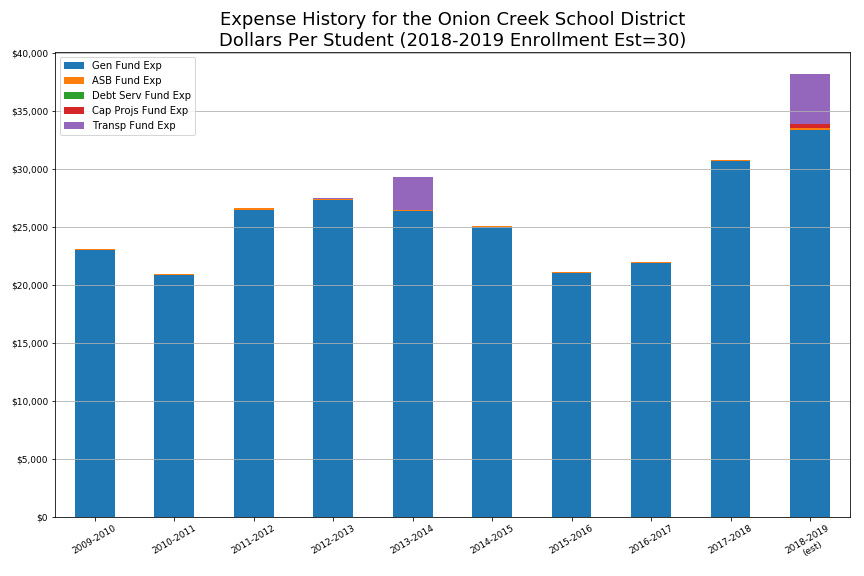 Expense History for the Onion Creek School District
Dollars Per Student (2018-2019 Enrollment Est=30)
$40,000
$35,000
$30,000
$25,000
$20,000
$15,000
$10,000
$5,000
$0
Gen Fund Exp
ASB Fund Exp
Debt Serv Fund Exp
Cap Projs Fund Exp
Transp Fund Exp
2009-2010
2010-2011
2011-2012
2012-2013
2013-2014
2014-2015
2015-2016
2016-2017
2017-2018
2018-2019
(est)